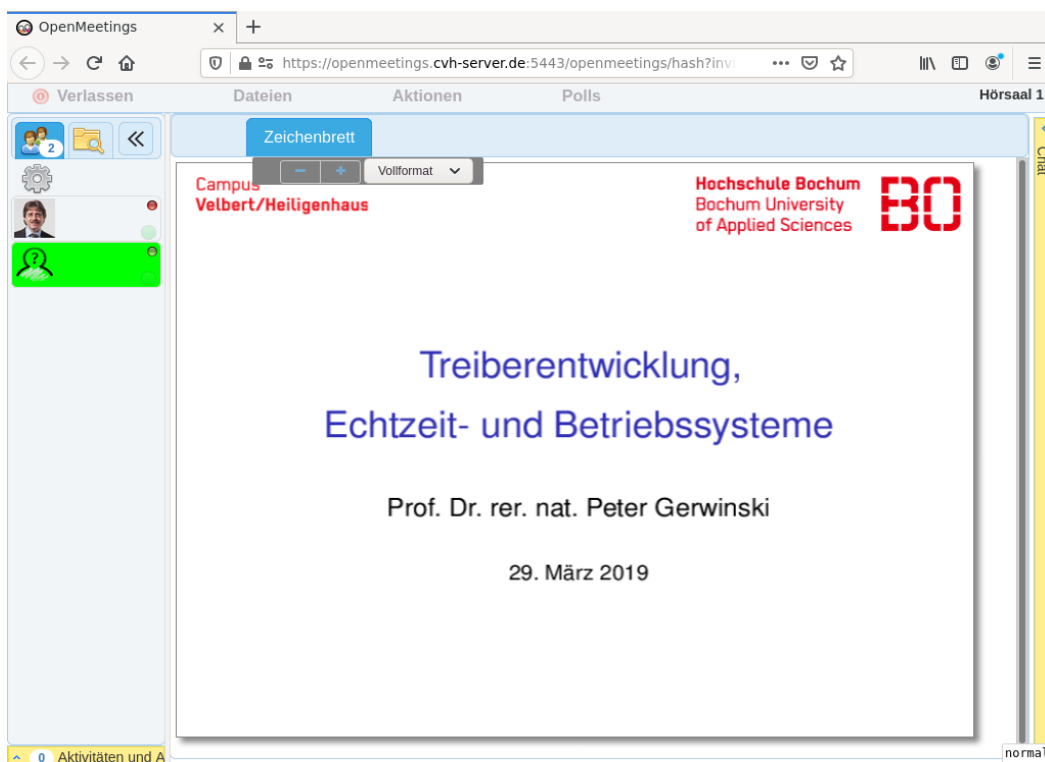 OpenMeetings
https://openmeetings.cvh-server.de:5443/openmeetings/hash?invi
Verlassen Dateien Aktionen Polls Hörsaal 1
2
Zeichenbrett
Chat
Vollformat
Campus
Velbert/Heiligenhaus
Hochschule Bochum
Bochum University
of Applied Sciences
BO
Treiberentwicklung,
Echtzeit- und Betriebssysteme
Prof. Dr. rer. nat. Peter Gerwinski
29. März 2019
0 Aktivitäten und A
normal